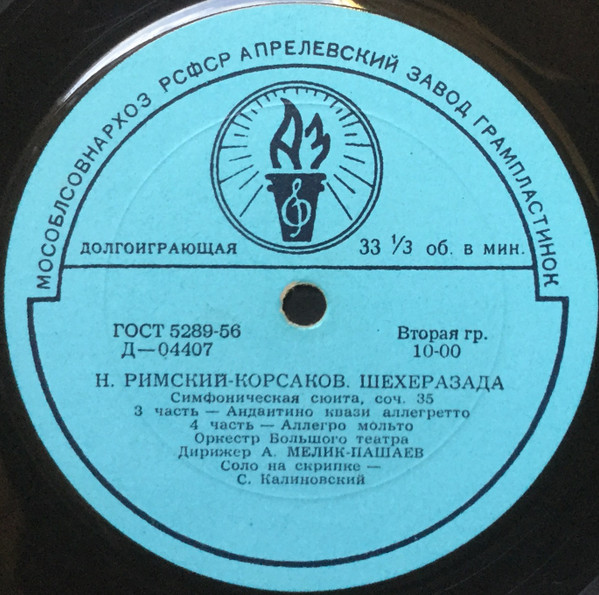 МОСОБЛСОВНАРХОЗ РСФСР АПРЕЛЕВСКИЙ ЗАВОД ГРАМПЛАСТИНОК
АЗ
ДОЛГОИГРАЮЩАЯ 33 1/3 об. в мин.
ГОСТ 5289-56 Вторая гр.
Д—04407 10-00
Н. РИМСКИЙ-КОРСАКОВ. ШЕХЕРАЗАДА
Симфоническая сюита, соч. 35
3 часть — Андантино квази аллегретто
4 часть — Аллегро мольто
Оркестр Большого театра
Дирижер А. МЕЛИК-ПАШАЕВ
Соло на скрипке —
С. Калиновский